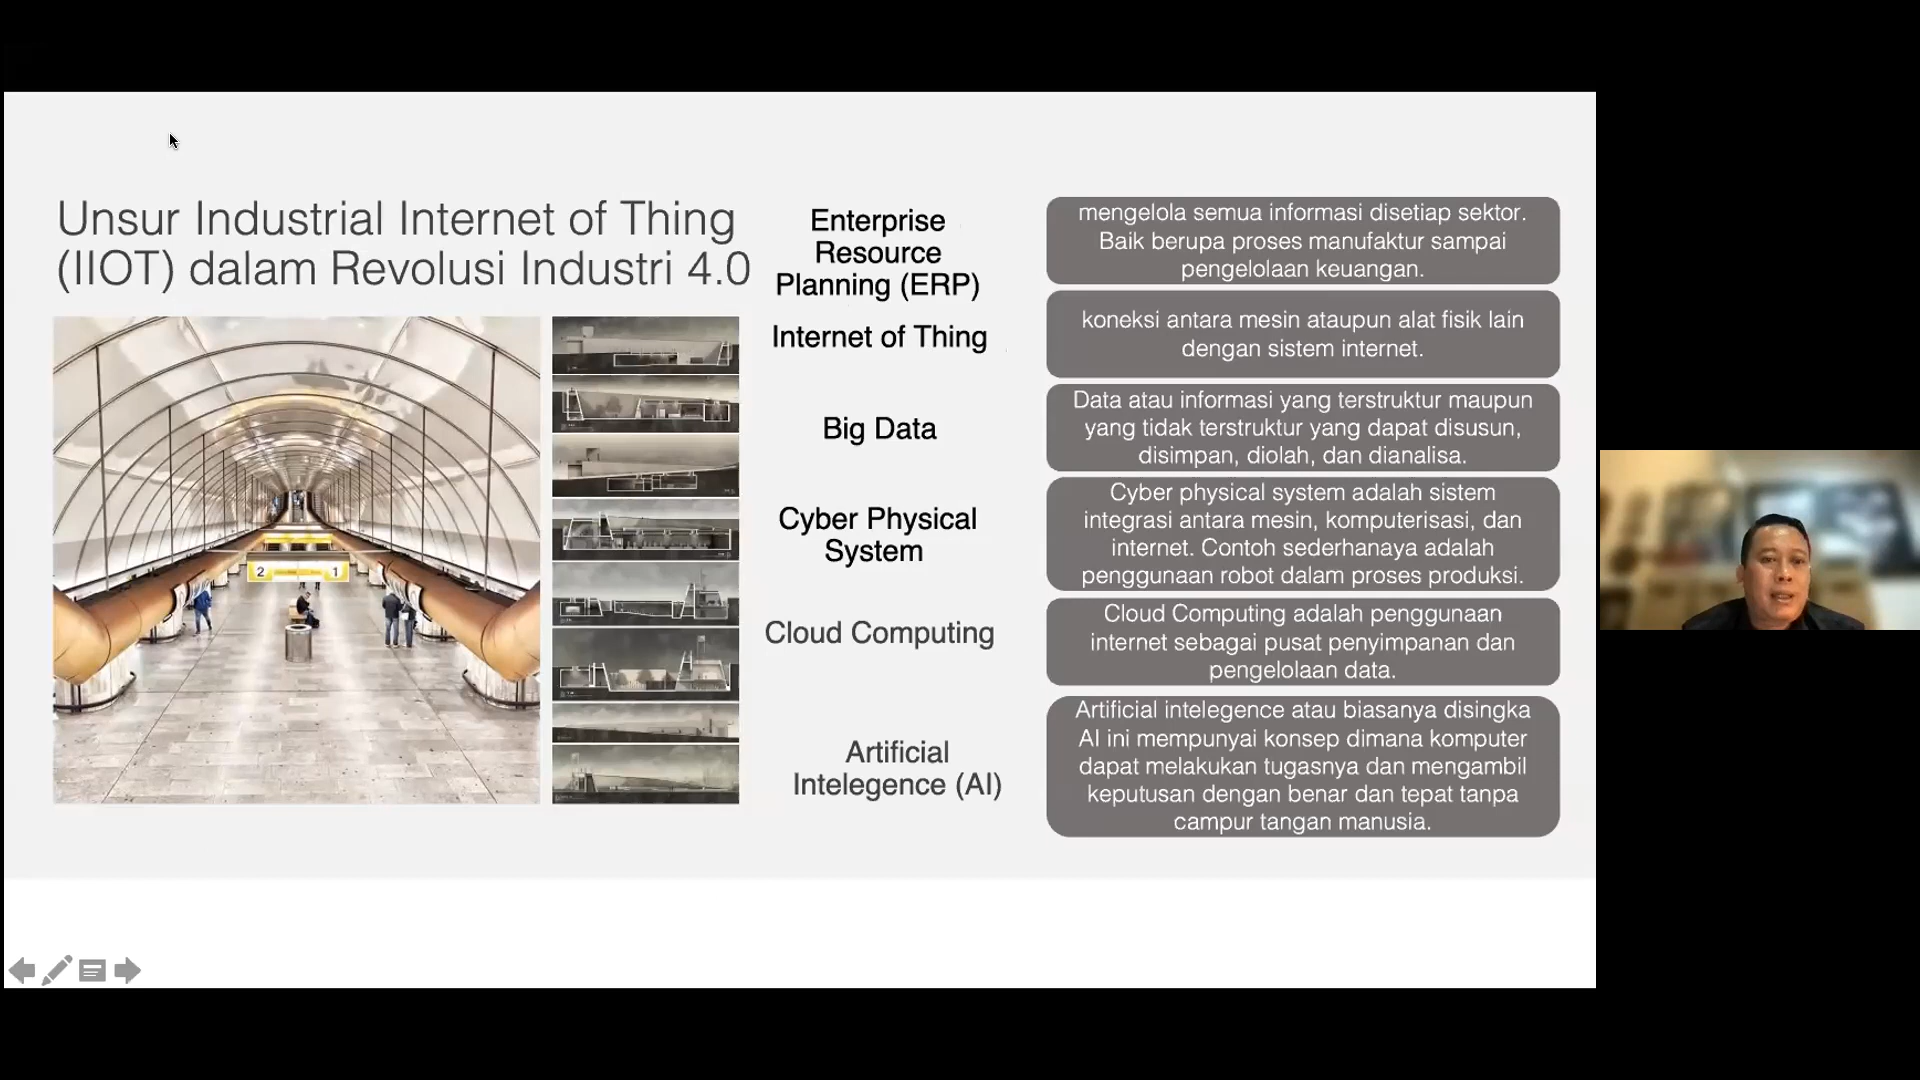 Unsur Industrial Internet of Thing
(IIOT) dalam Revolusi Industri 4.0
2
1
Enterprise
Resource
Planning (ERP)
mengelola semua informasi disetiap sektor.
Baik berupa proses manufaktur sampai
pengelolaan keuangan.
Internet of Thing
koneksi antara mesin ataupun alat fisik lain
dengan sistem internet.
Big Data
Data atau informasi yang terstruktur maupun
yang tidak terstruktur yang dapat disusun,
disimpan, diolah, dan dianalisa.
Cyber Physical
System
Cyber physical system adalah sistem
integrasi antara mesin, komputerisasi, dan
internet. Contoh sederhanaya adalah
penggunaan robot dalam proses produksi.
Cloud Computing
Cloud Computing adalah penggunaan
internet sebagai pusat penyimpanan dan
pengelolaan data.
Artificial
Intelegence (AI)
Artificial intelegence atau biasanya disingka
AI ini mempunyai konsep dimana komputer
dapat melakukan tugasnya dan mengambil
keputusan dengan benar dan tepat tanpa
campur tangan manusia.